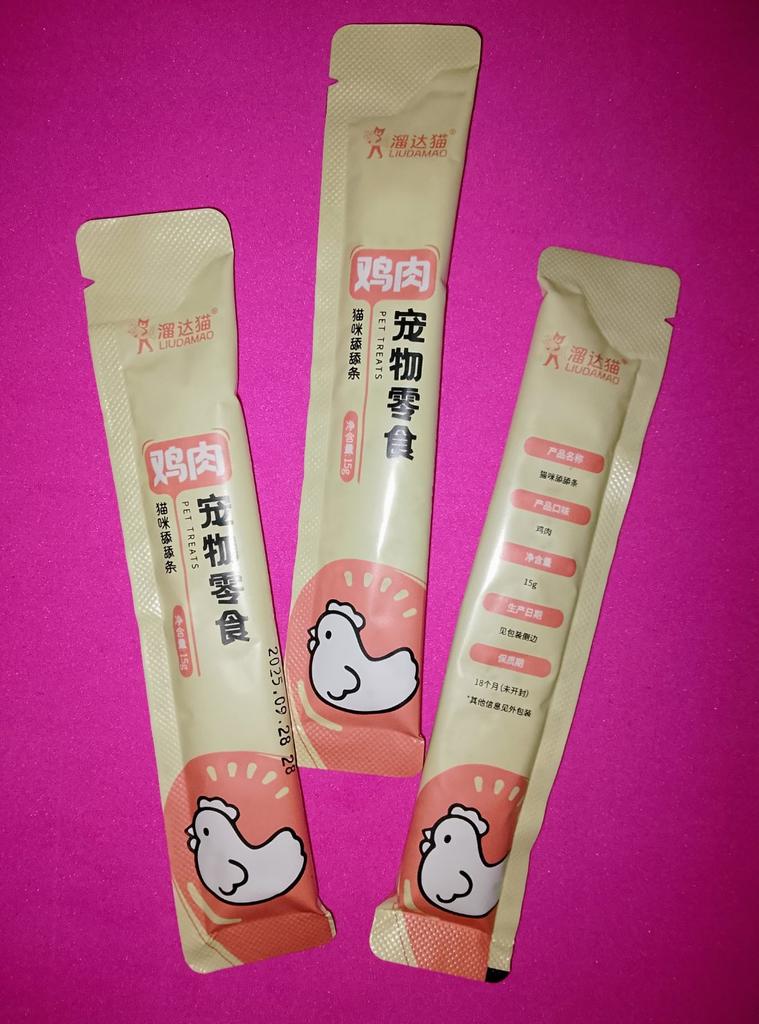 溜达猫®
LIUDAMAO
鸡肉
宠物零食
PET TREATS
猫咪舔舔条
净含量:15g
2025.09.28 28
溜达猫®
LIUDAMAO
鸡肉
宠物零食
PET TREATS
猫咪舔舔条
净含量:15g
溜达猫®
LIUDAMAO
产品名称
猫咪舔舔条
产品口味
鸡肉
净含量
15g
生产日期
见包装侧边
保质期
18个月(未开封)
*其他信息见外包装